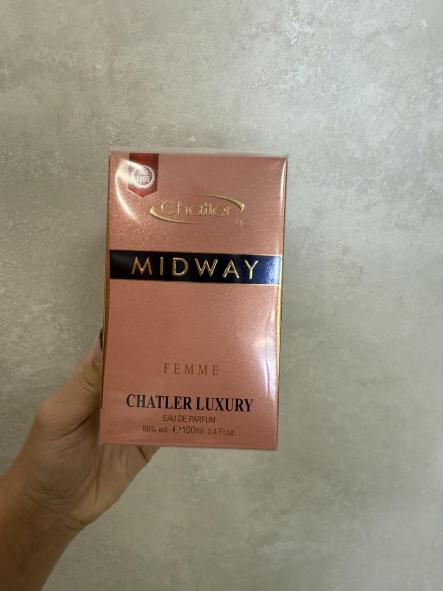 Chatler
MIDWAY
FEMME
CHATLER LUXURY
EAU DE PARFUM
80% vol. ℮100ml 3.4 Fl.oz.